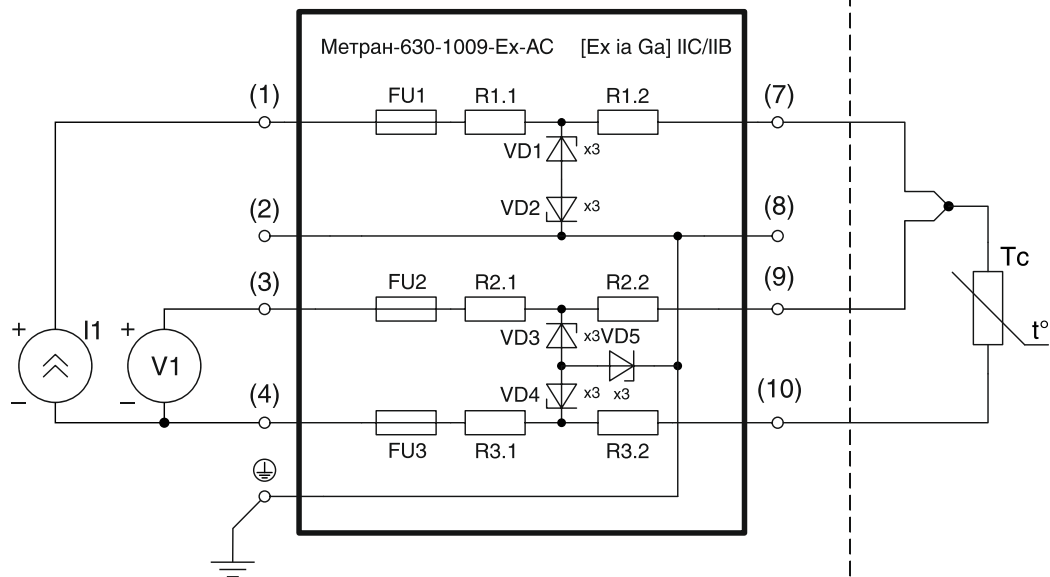 Метран-630-1009-Ex-AC [Ex ia Ga] IIC/IIB
(1) FU1 R1.1 R1.2 (7)
VD1 x3
VD2 x3
(2) (8)
(3) FU2 R2.1 R2.2 (9)
Tc
+ I1 + V1 VD3 x3 VD5 t°
− − (4) VD4 x3 x3 (10)
FU3 R3.1 R3.2